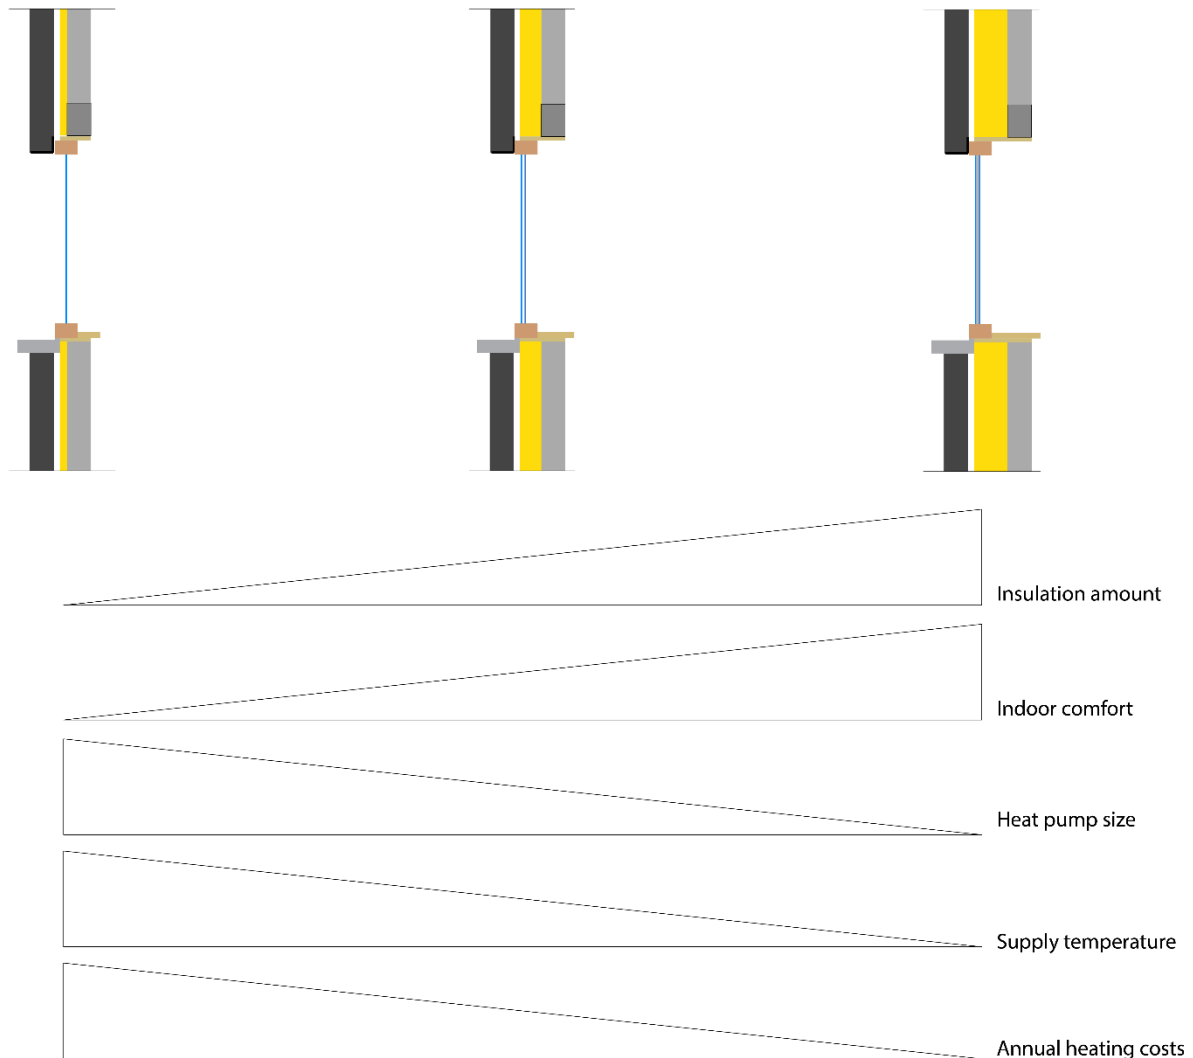 Insulation amount
Indoor comfort
Heat pump size
Supply temperature
Annual heating costs